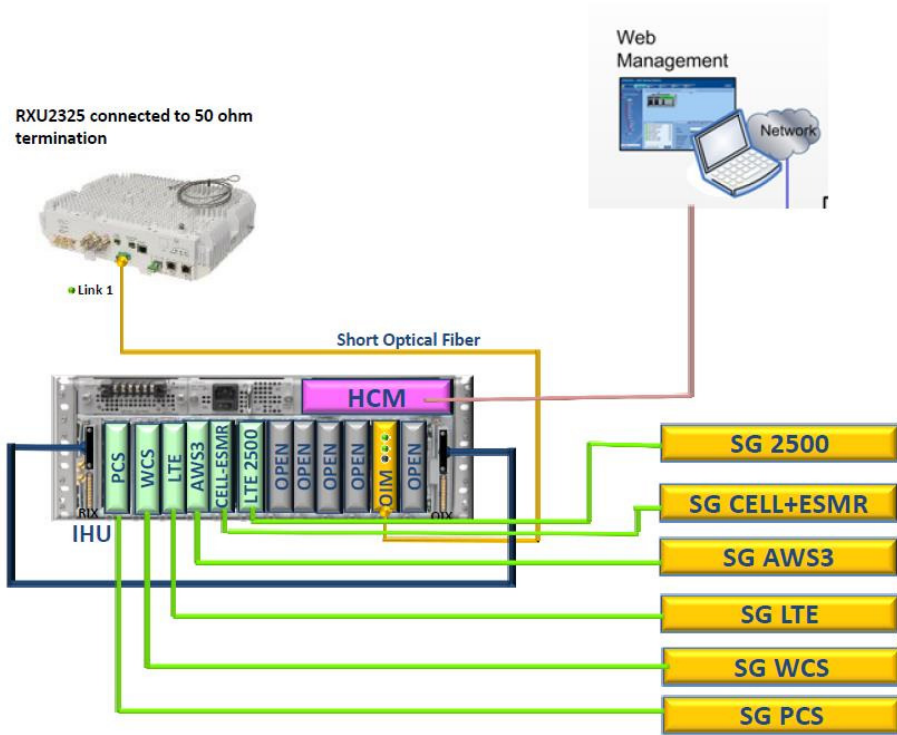 Web
Management
Network
RXU2325 connected to 50 ohm
termination
Link 1
Short Optical Fiber
HCM
PCS
WCS
LTE
AWS3
CELL-ESMR
LTE 2500
OPEN
OPEN
OPEN
OPEN
OIM
OPEN
RIX
OIX
IHU
SG 2500
SG CELL+ESMR
SG AWS3
SG LTE
SG WCS
SG PCS